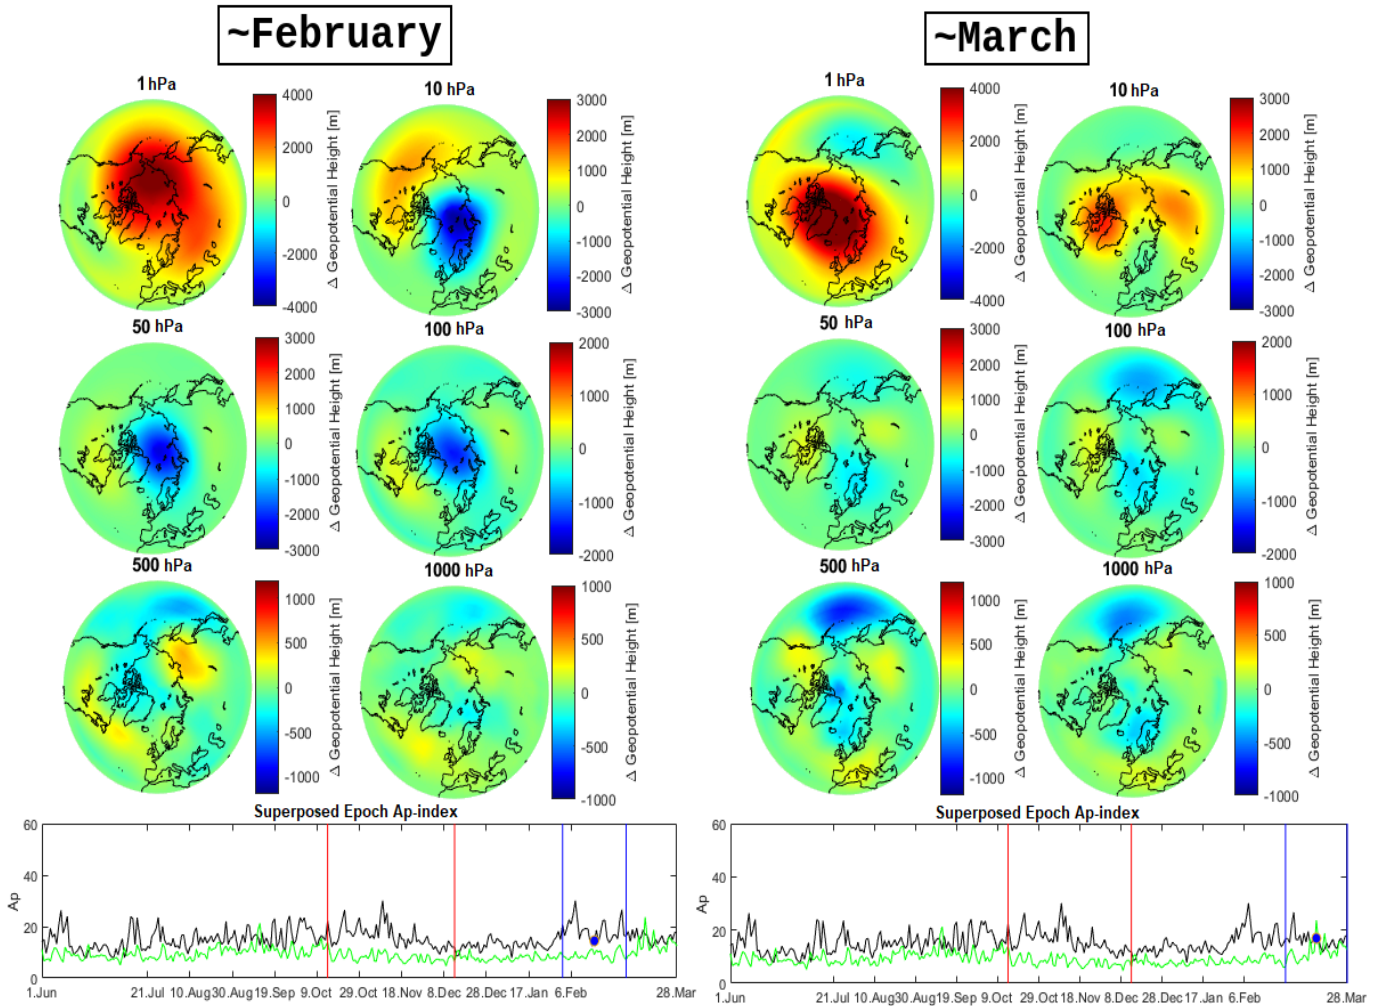 ~February
~March
1 hPa
4000
2000
0
-2000
-4000
Δ Geopotential Height [m]
10 hPa
3000
2000
1000
0
-1000
-2000
-3000
Δ Geopotential Height [m]
1 hPa
4000
2000
0
-2000
-4000
Δ Geopotential Height [m]
10 hPa
3000
2000
1000
0
-1000
-2000
-3000
Δ Geopotential Height [m]
50 hPa
3000
2000
1000
0
-1000
-2000
-3000
Δ Geopotential Height [m]
100 hPa
2000
1000
0
-1000
-2000
Δ Geopotential Height [m]
50 hPa
3000
2000
1000
0
-1000
-2000
-3000
Δ Geopotential Height [m]
100 hPa
2000
1000
0
-1000
-2000
Δ Geopotential Height [m]
500 hPa
1000
500
0
-500
-1000
Δ Geopotential Height [m]
1000 hPa
1000
500
0
-500
-1000
Δ Geopotential Height [m]
500 hPa
1000
500
0
-500
-1000
Δ Geopotential Height [m]
1000 hPa
1000
500
0
-500
-1000
Δ Geopotential Height [m]
Superposed Epoch Ap-index
60
40
20
0
Ap
1.Jun 21.Jul 10.Aug 30.Aug 19.Sep 9.Oct 29.Oct 18.Nov 8.Dec 28.Dec 17.Jan 6.Feb 28.Mar
Superposed Epoch Ap-index
60
40
20
0
Ap
1.Jun 21.Jul 10.Aug 30.Aug 19.Sep 9.Oct 29.Oct 18.Nov 8.Dec 28.Dec 17.Jan 6.Feb 28.Mar